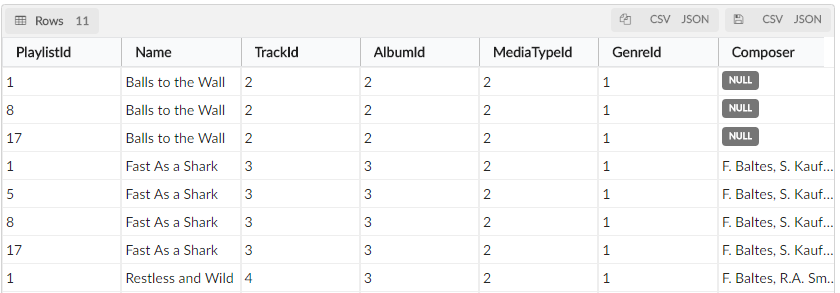 Rows 11 CSV JSON CSV JSON
PlaylistId Name TrackId AlbumId MediaTypeId GenreId Composer
1 Balls to the Wall 2 2 2 1 NULL
8 Balls to the Wall 2 2 2 1 NULL
17 Balls to the Wall 2 2 2 1 NULL
1 Fast As a Shark 3 3 2 1 F. Baltes, S. Kauf...
5 Fast As a Shark 3 3 2 1 F. Baltes, S. Kauf...
8 Fast As a Shark 3 3 2 1 F. Baltes, S. Kauf...
17 Fast As a Shark 3 3 2 1 F. Baltes, S. Kauf...
1 Restless and Wild 4 3 2 1 F. Baltes, R.A. Sm...